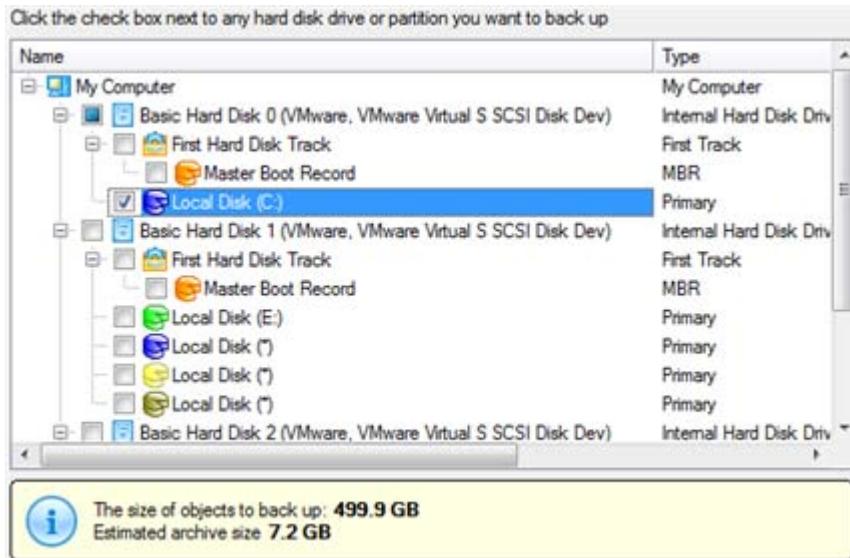 Click the check box next to any hard disk drive or partition you want to back up
Name Type
My Computer My Computer
Basic Hard Disk 0 (VMware, VMware Virtual S SCSI Disk Dev) Internal Hard Disk Driv
First Hard Disk Track First Track
Master Boot Record MBR
Local Disk (C:) Primary
Basic Hard Disk 1 (VMware, VMware Virtual S SCSI Disk Dev) Internal Hard Disk Driv
First Hard Disk Track First Track
Master Boot Record MBR
Local Disk (E:) Primary
Local Disk (*) Primary
Local Disk (*) Primary
Local Disk (*) Primary
Basic Hard Disk 2 (VMware, VMware Virtual S SCSI Disk Dev) Internal Hard Disk Driv
The size of objects to back up: 499.9 GB
Estimated archive size 7.2 GB